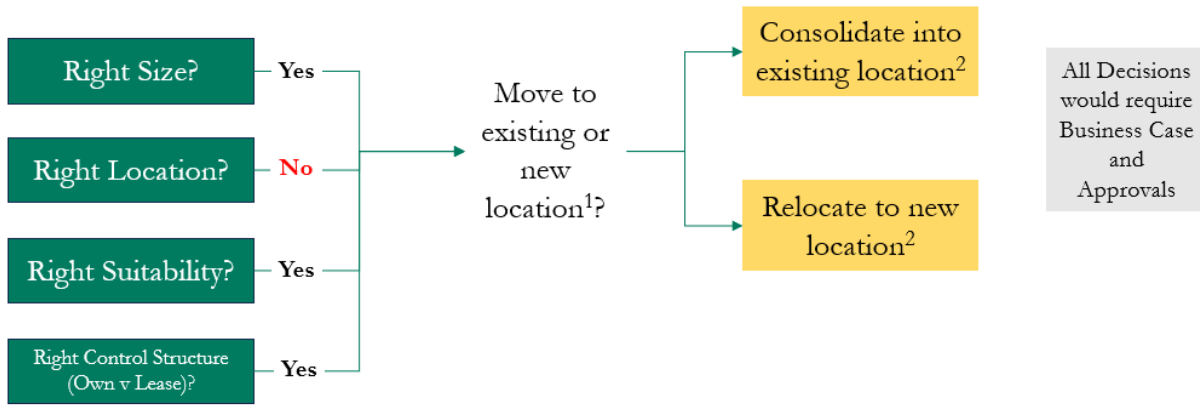 Right Size?
Yes
Right Location?
No
Right Suitability?
Yes
Right Control Structure
(Own v Lease)?
Yes
Move to
existing or
new
location¹?
Consolidate into
existing location²
Relocate to new
location²
All Decisions
would require
Business Case
and
Approvals